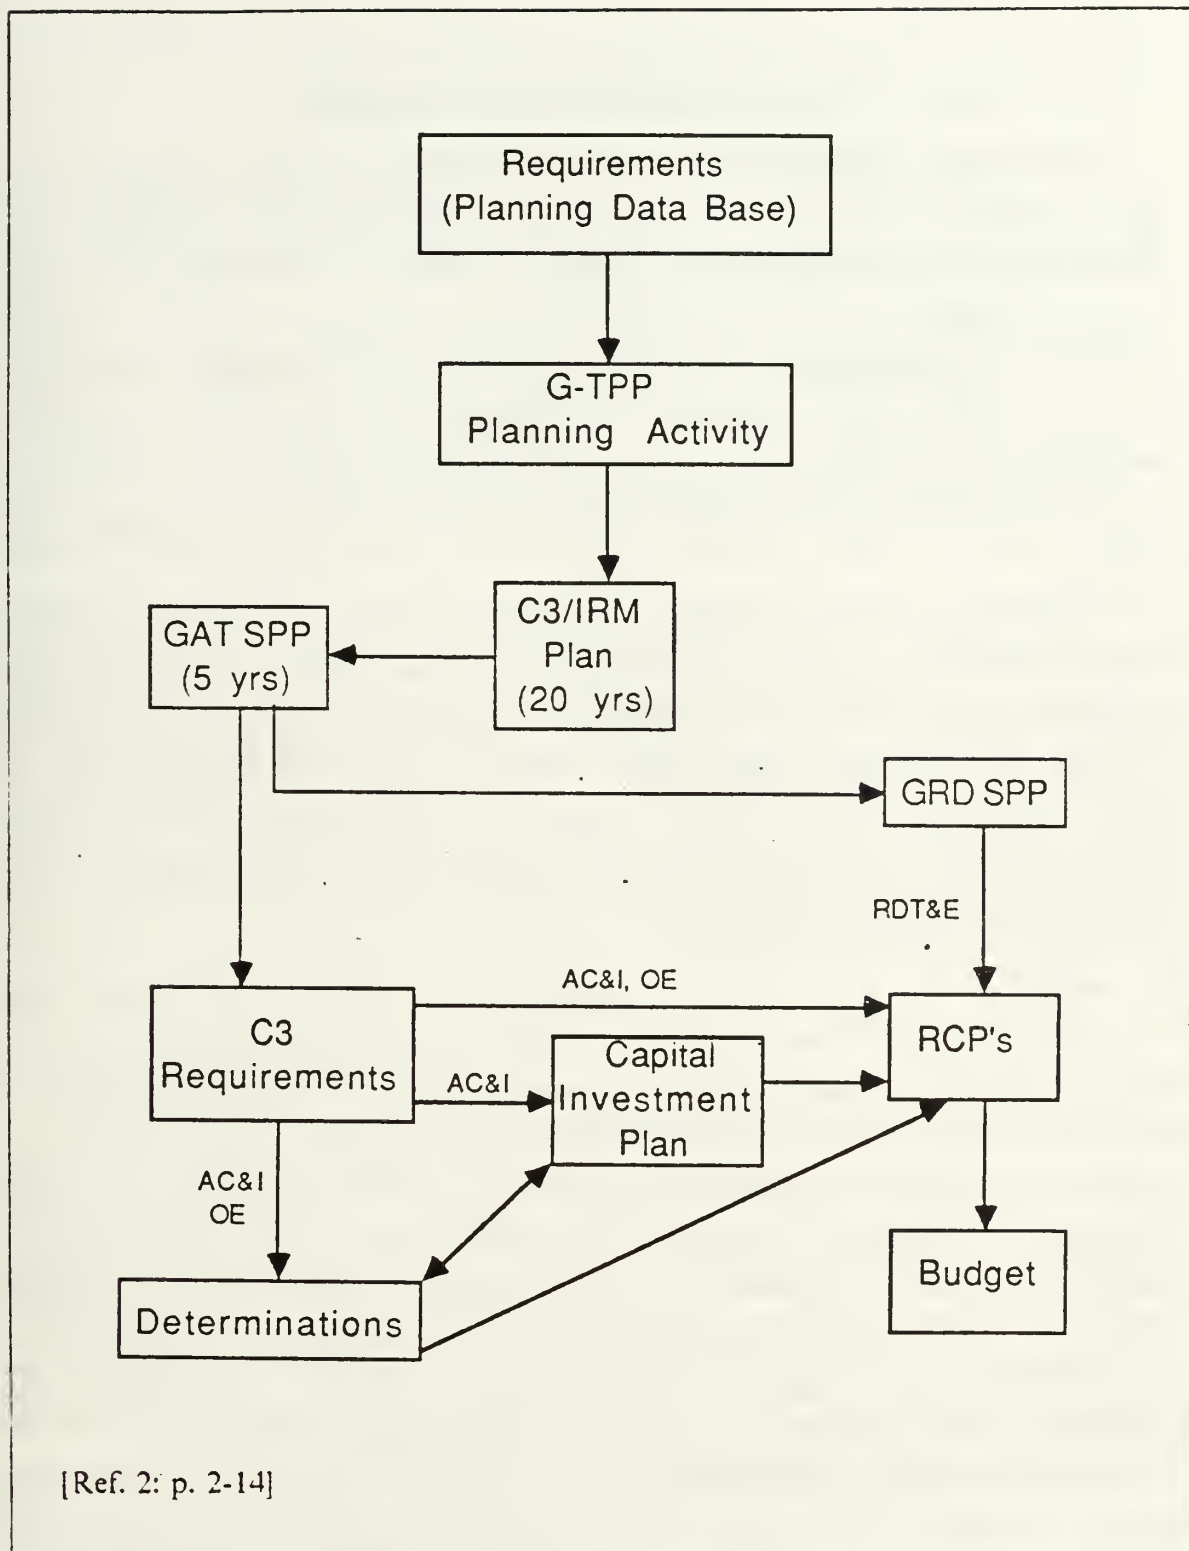 Requirements
(Planning Data Base)
G-TPP
Planning Activity
C3/IRM
Plan
(20 yrs)
GAT SPP
(5 yrs)
GRD SPP
RDT&E
AC&I, OE
C3
Requirements
RCP's
Capital
Investment
Plan
AC&I
AC&I
OE
Budget
Determinations
[Ref. 2: p. 2-14]